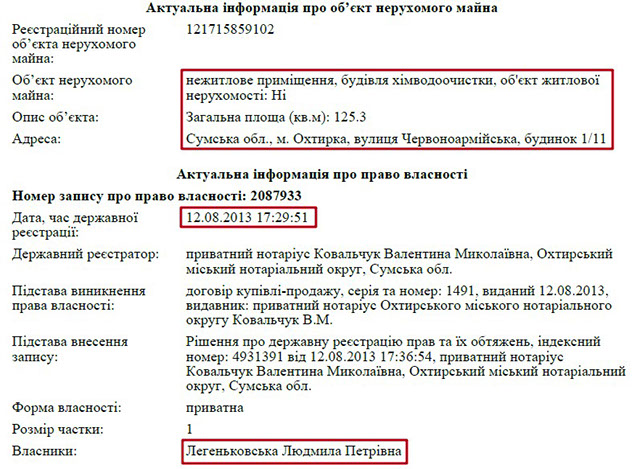 Актуальна інформація про об’єкт нерухомого майна
Реєстраційний номер об’єкта нерухомого майна: 121715859102
Об’єкт нерухомого майна: нежитлове приміщення, будівля хімводоочистки, об'єкт житлової нерухомості: Ні
Опис об’єкта: Загальна площа (кв.м): 125.3
Адреса: Сумська обл., м. Охтирка, вулиця Червоноармійська, будинок 1/11
Актуальна інформація про право власності
Номер запису про право власності: 2087933
Дата, час державної реєстрації: 12.08.2013 17:29:51
Державний реєстратор: приватний нотаріус Ковальчук Валентина Миколаївна, Охтирський міський нотаріальний округ, Сумська обл.
Підстава виникнення права власності: договір купівлі-продажу, серія та номер: 1491, виданий 12.08.2013, видавник: приватний нотаріус Охтирського міського нотаріального округу Ковальчук В.М.
Підстава внесення запису: Рішення про державну реєстрацію прав та їх обтяжень, індексний номер: 4931391 від 12.08.2013 17:36:54, приватний нотаріус Ковальчук Валентина Миколаївна, Охтирський міський нотаріальний округ, Сумська обл.
Форма власності: приватна
Розмір частки: 1
Власники: Легеньковська Людмила Петрівна